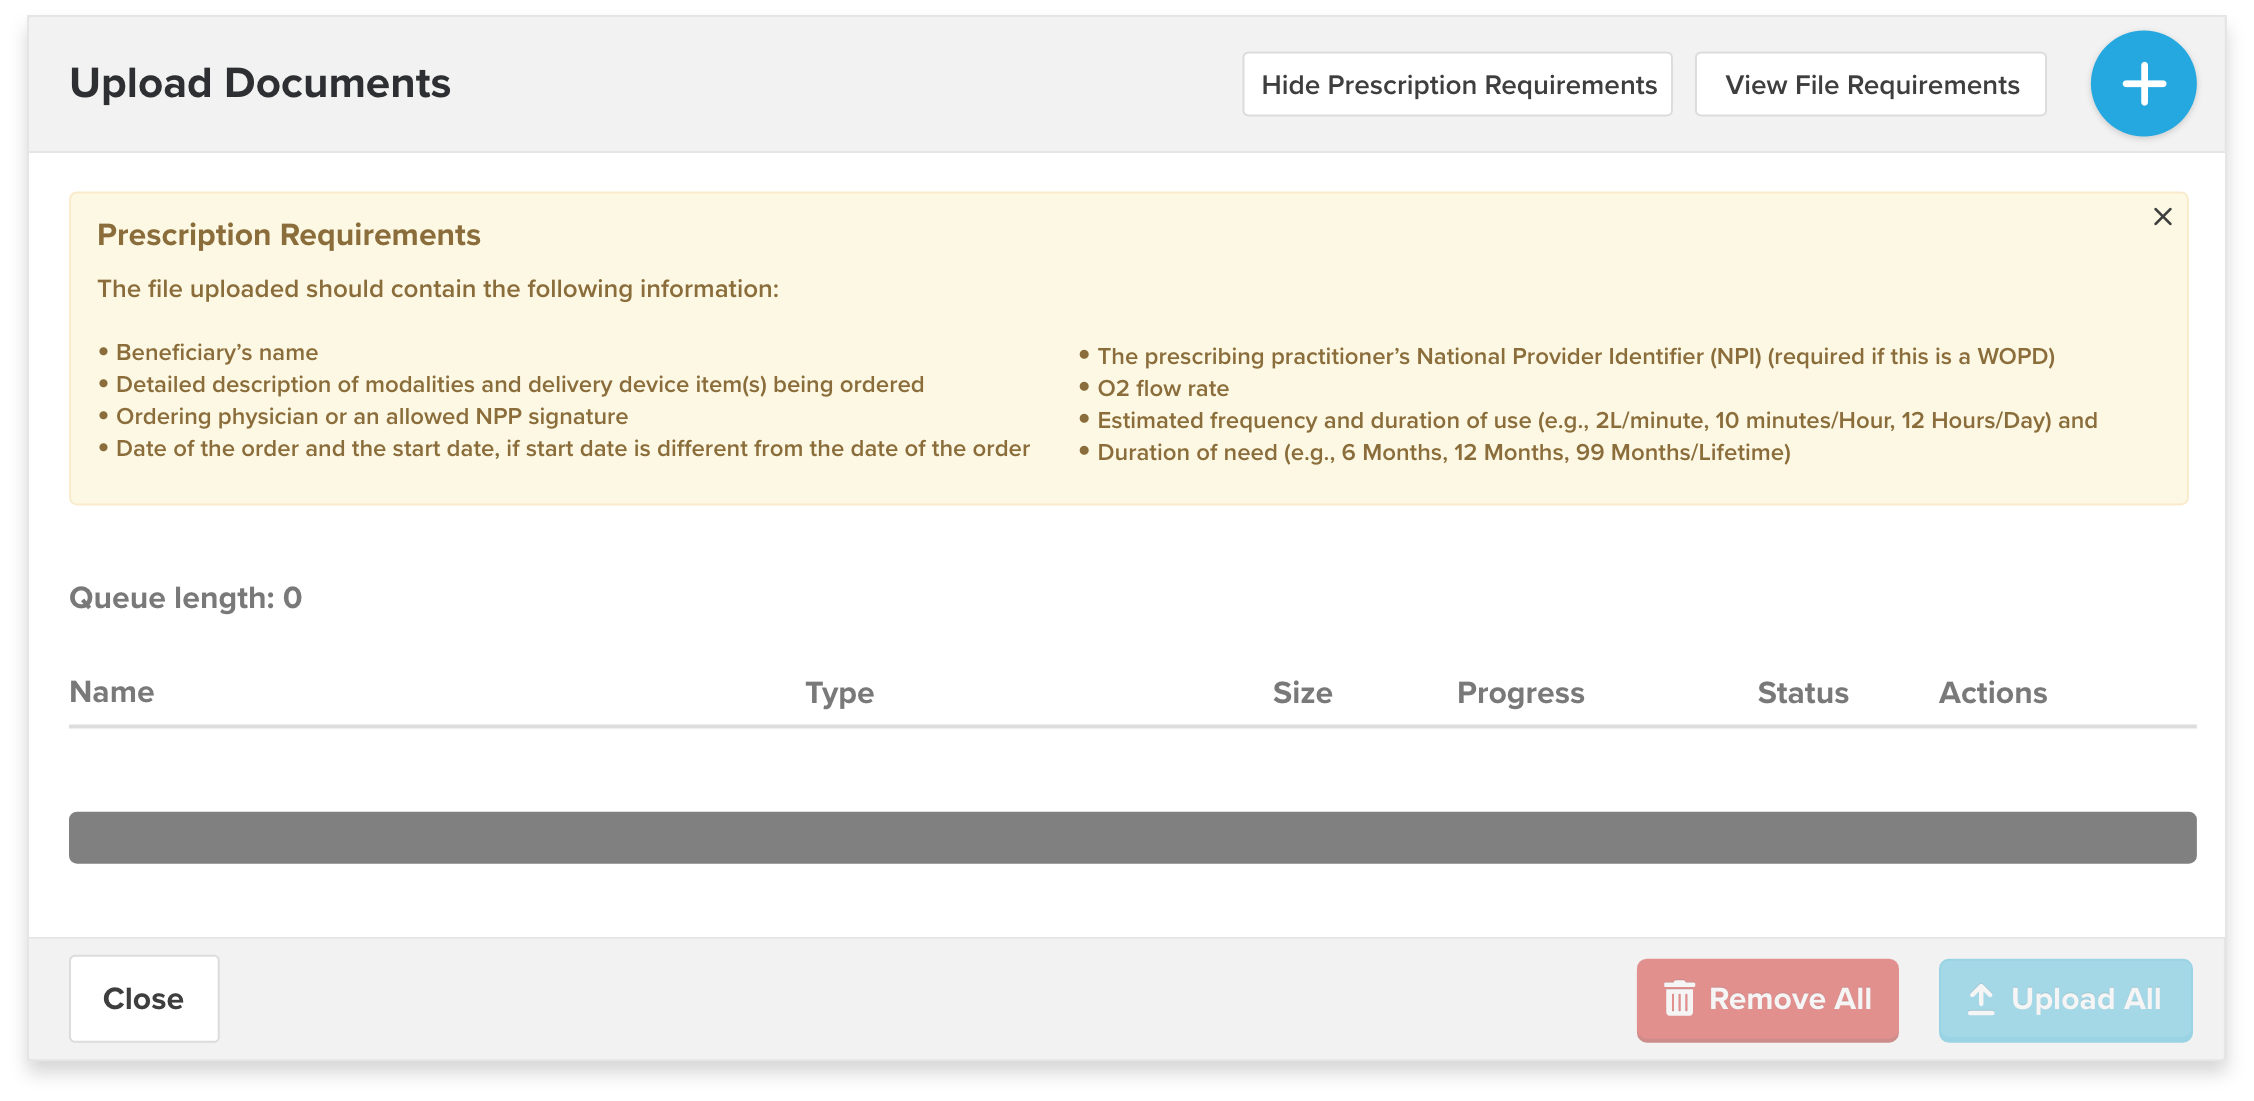 Upload Documents
Hide Prescription Requirements
View File Requirements
Prescription Requirements
The file uploaded should contain the following information:
• Beneficiary’s name
• Detailed description of modalities and delivery device item(s) being ordered
• Ordering physician or an allowed NPP signature
• Date of the order and the start date, if start date is different from the date of the order
• The prescribing practitioner’s National Provider Identifier (NPI) (required if this is a WOPD)
• O2 flow rate
• Estimated frequency and duration of use (e.g., 2L/minute, 10 minutes/Hour, 12 Hours/Day) and
• Duration of need (e.g., 6 Months, 12 Months, 99 Months/Lifetime)
Queue length: 0
Name Type Size Progress Status Actions
Close
Remove All
Upload All